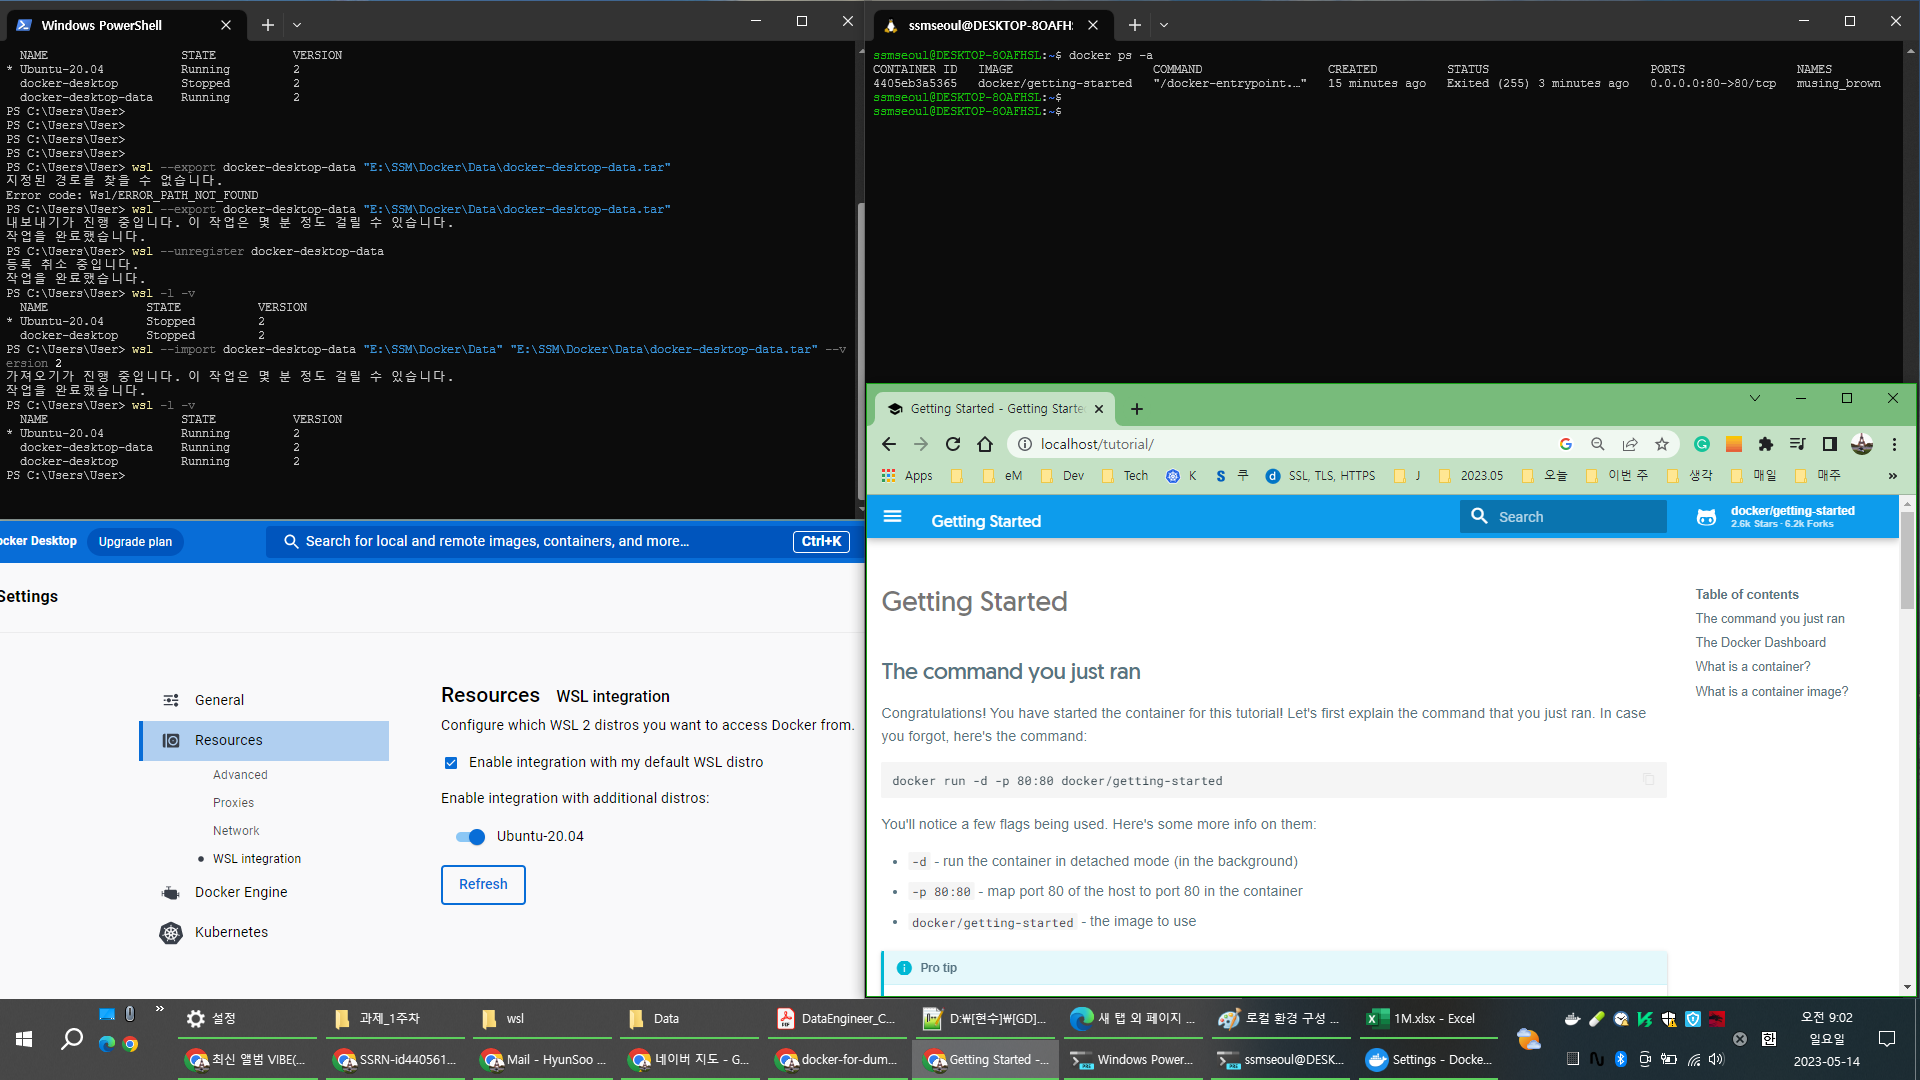 Windows PowerShell
NAME STATE VERSION
* Ubuntu-20.04 Running 2
docker-desktop Stopped 2
docker-desktop-data Running 2
PS C:\Users\User>
PS C:\Users\User>
PS C:\Users\User>
PS C:\Users\User>
PS C:\Users\User> wsl --export docker-desktop-data "E:\SSM\Docker\Data\docker-desktop-data.tar"
지정된 경로를 찾을 수 없습니다.
Error code: Wsl/ERROR_PATH_NOT_FOUND
PS C:\Users\User> wsl --export docker-desktop-data "E:\SSM\Docker\Data\docker-desktop-data.tar"
내보내기가 진행 중입니다. 이 작업은 몇 분 정도 걸릴 수 있습니다.
작업을 완료했습니다.
PS C:\Users\User> wsl --unregister docker-desktop-data
등록 취소 중입니다.
작업을 완료했습니다.
PS C:\Users\User> wsl -l -v
NAME STATE VERSION
* Ubuntu-20.04 Stopped 2
docker-desktop Stopped 2
PS C:\Users\User> wsl --import docker-desktop-data "E:\SSM\Docker\Data" "E:\SSM\Docker\Data\docker-desktop-data.tar" --v
ersion 2
가져오기가 진행 중입니다. 이 작업은 몇 분 정도 걸릴 수 있습니다.
작업을 완료했습니다.
PS C:\Users\User> wsl -l -v
NAME STATE VERSION
* Ubuntu-20.04 Running 2
docker-desktop-data Running 2
docker-desktop Running 2
PS C:\Users\User>
ssmseoul@DESKTOP-8OAFHSL:
ssmseoul@DESKTOP-8OAFHSL:~$ docker ps -a
CONTAINER ID IMAGE COMMAND CREATED STATUS PORTS NAMES
4405eb3a5365 docker/getting-started "/docker-entrypoint.…" 15 minutes ago Exited (255) 3 minutes ago 0.0.0.0:80->80/tcp musing_brown
ssmseoul@DESKTOP-8OAFHSL:~$
ssmseoul@DESKTOP-8OAFHSL:~$
ocker Desktop Upgrade plan
Search for local and remote images, containers, and more… Ctrl+K
Settings
General
Resources
Advanced
Proxies
Network
WSL integration
Docker Engine
Kubernetes
Resources WSL integration
Configure which WSL 2 distros you want to access Docker from.
Enable integration with my default WSL distro
Enable integration with additional distros:
Ubuntu-20.04
Refresh
Getting Started - Getting Starte
localhost/tutorial/
Apps eM Dev Tech K 쿠 SSL, TLS, HTTPS J 2023.05 오늘 이번 주 생각 매일 매주 »
Getting Started
Search
docker/getting-started
2.6k Stars · 6.2k Forks
Getting Started
The command you just ran
Congratulations! You have started the container for this tutorial! Let's first explain the command that you just ran. In case
you forgot, here's the command:
docker run -d -p 80:80 docker/getting-started
You'll notice a few flags being used. Here's some more info on them:
• -d - run the container in detached mode (in the background)
• -p 80:80 - map port 80 of the host to port 80 in the container
• docker/getting-started - the image to use
Pro tip
Table of contents
The command you just ran
The Docker Dashboard
What is a container?
What is a container image?
설정 과제_1주차 wsl Data DataEngineer_C... D:₩[현수]₩[GD]... 새 탭 외 페이지 ... 로컬 환경 구성 ... 1M.xlsx - Excel
최신 앨범 VIBE(... SSRN-id440561... Mail - HyunSoo ... 네이버 지도 - G... docker-for-dum... Getting Started -... Windows Power... ssmseoul@DESK... Settings - Docke...
한
오전 9:02
일요일
2023-05-14